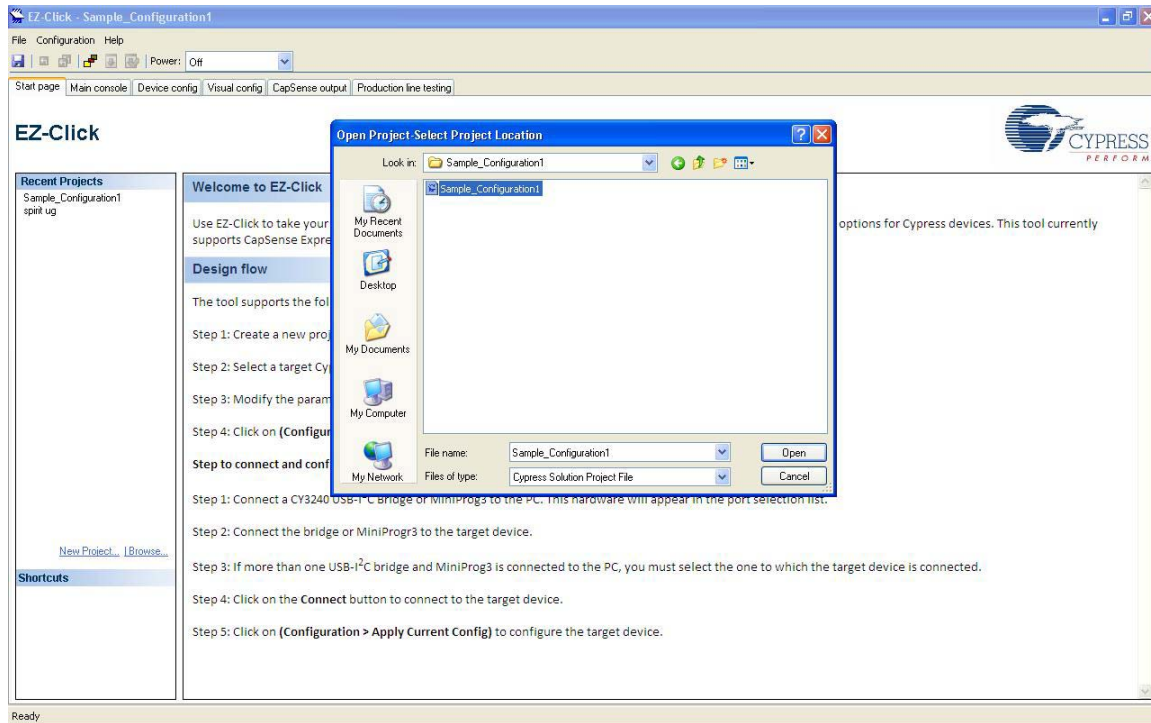 EZ-Click - Sample_Configuration1
File Configuration Help
Power: Off
Start page Main console Device config Visual config CapSense output Production line testing
EZ-Click
CYPRESS
PERFORM
Recent Projects
Sample_Configuration1
spirit ug
New Project... | Browse...
Shortcuts
Welcome to EZ-Click
Use EZ-Click to take your
options for Cypress devices. This tool currently
supports CapSense Expre
Design flow
The tool supports the fol
Step 1: Create a new proj
Step 2: Select a target Cy
Step 3: Modify the param
Step 4: Click on (Configur
Step to connect and conf
Step 1: Connect a CY3240 USB-I²C Bridge or MiniProg3 to the PC. This hardware will appear in the port selection list.
Step 2: Connect the bridge or MiniProgr3 to the target device.
Step 3: If more than one USB-I²C bridge and MiniProg3 is connected to the PC, you must select the one to which the target device is connected.
Step 4: Click on the Connect button to connect to the target device.
Step 5: Click on (Configuration > Apply Current Config) to configure the target device.
Open Project-Select Project Location
Look in: Sample_Configuration1
Sample_Configuration1
My Recent
Documents
Desktop
My Documents
My Computer
My Network
File name: Sample_Configuration1
Open
Files of type: Cypress Solution Project File
Cancel
Ready